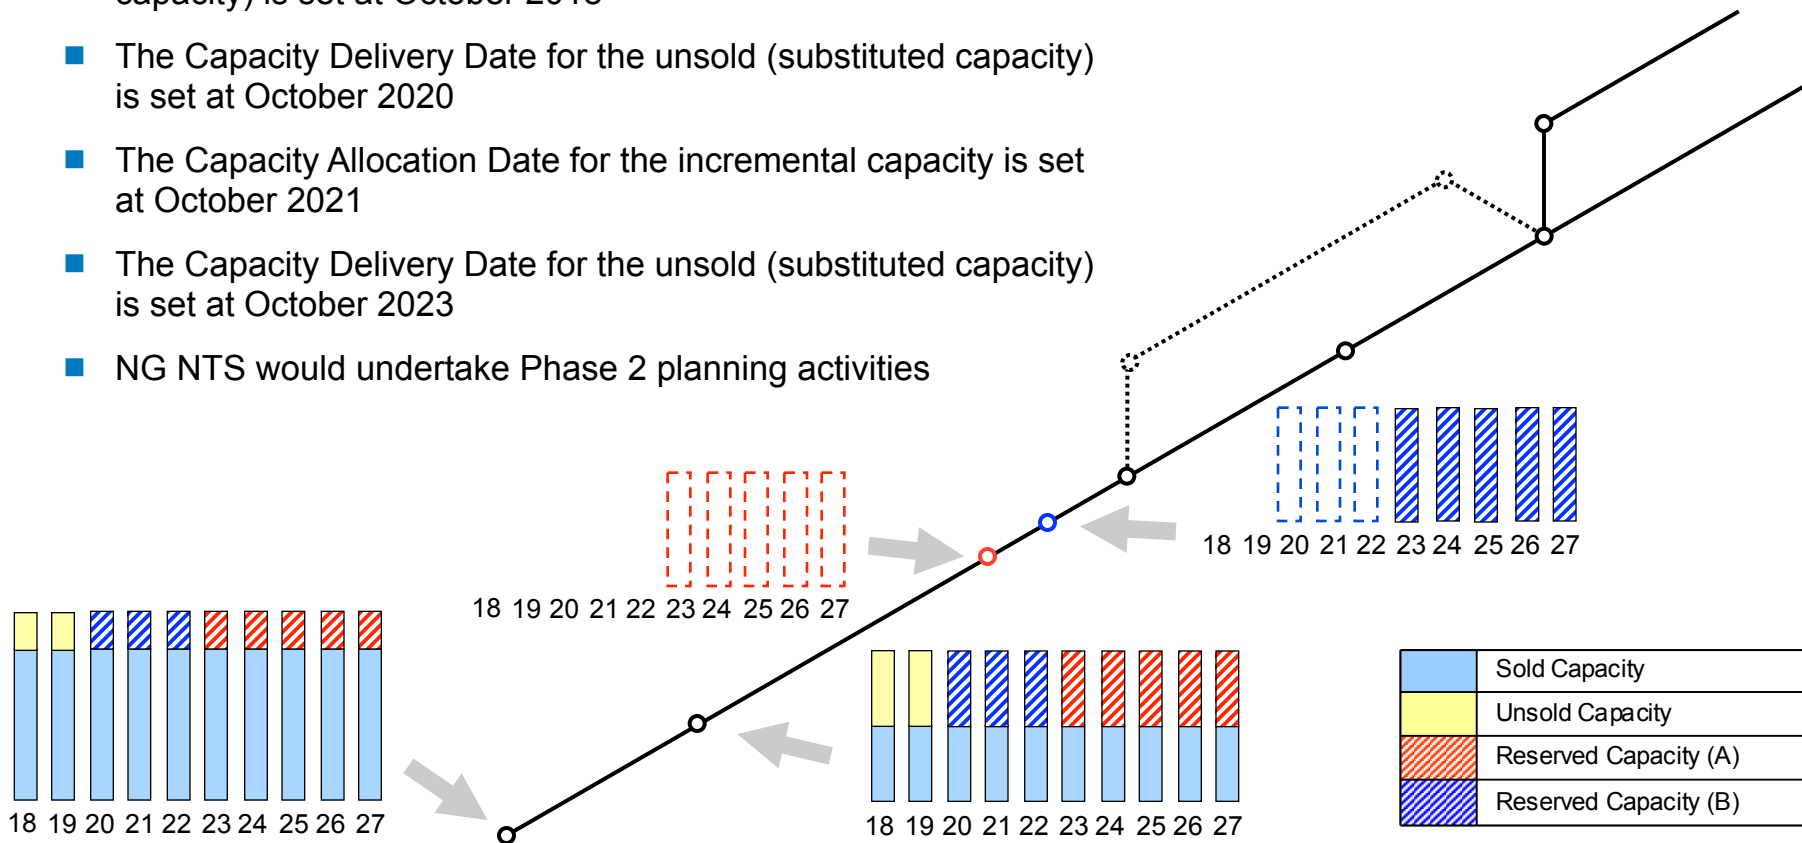 capacity) is set at October
The Capacity Delivery Date for the unsold (substituted capacity)
is set at October 2020
The Capacity Allocation Date for the incremental capacity is set
at October 2021
The Capacity Delivery Date for the unsold (substituted capacity)
is set at October 2023
NG NTS would undertake Phase 2 planning activities
18 19 20 21 22 23 24 25 26 27
18 19 20 21 22 23 24 25 26 27
18 19 20 21 22 23 24 25 26 27
18 19 20 21 22 23 24 25 26 27
Sold Capacity
Unsold Capacity
Reserved Capacity (A)
Reserved Capacity (B)